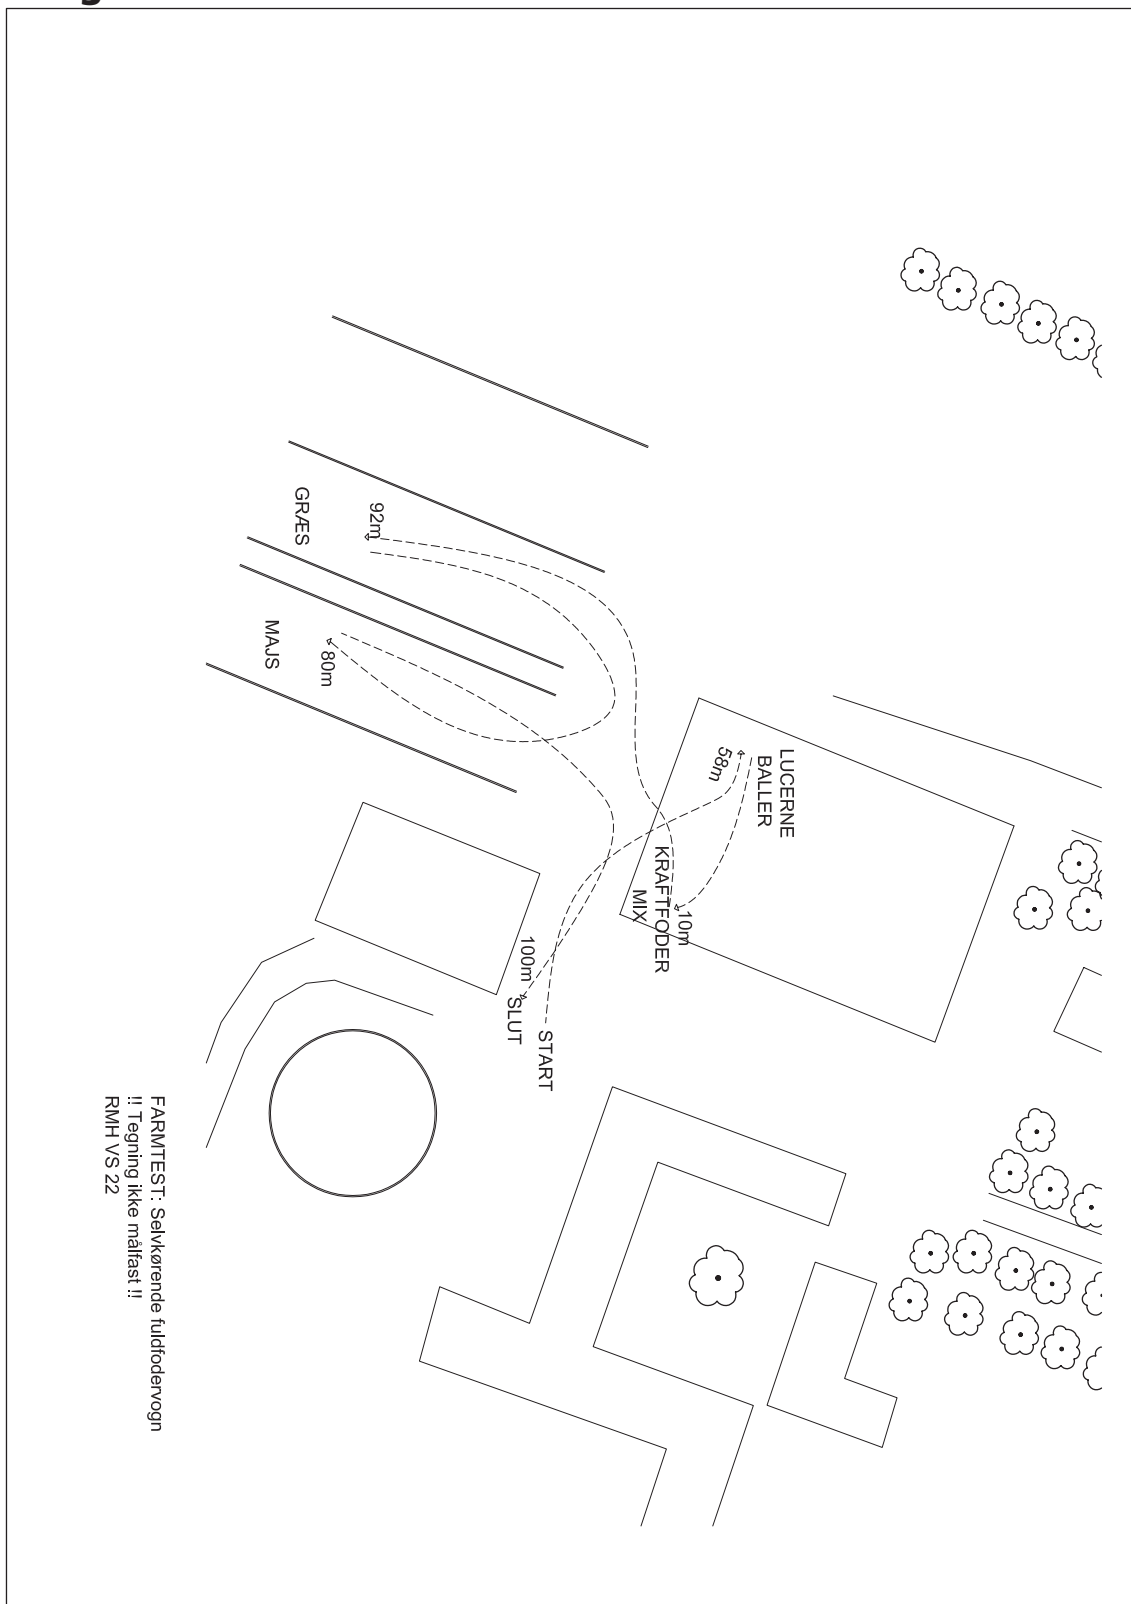 GRÆS
92m
MAJS
80m
LUCERNE
BALLER
58m
KRAFTFODER
MIX
10m
100m
SLUT
START
FARMTEST: Selvkørende fuldfodervogn
!! Tegning ikke målfast !!
RMH VS 22